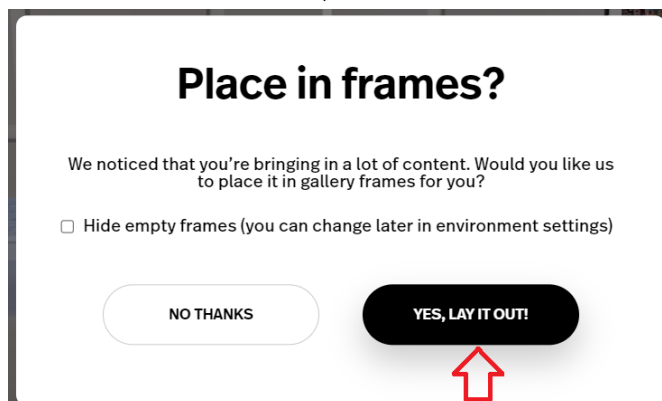 Place in frames?
We noticed that you’re bringing in a lot of content. Would you like us
to place it in gallery frames for you?
Hide empty frames (you can change later in environment settings)
NO THANKS
YES, LAY IT OUT!